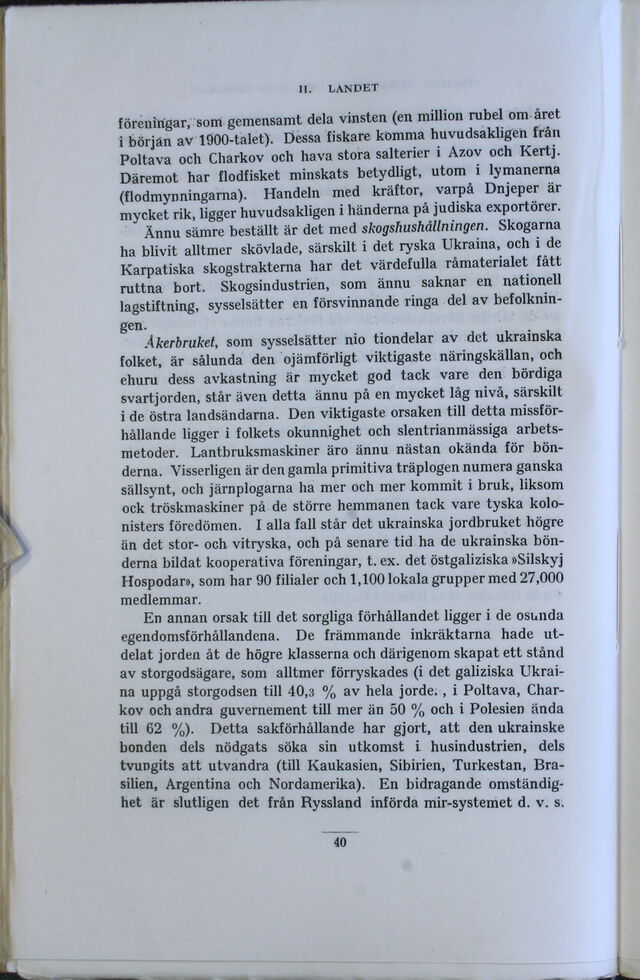 II. LANDET
föreningar, som gemensamt dela vinsten (en million rubel om året
i början av 1900-talet). Dessa fiskare komma huvudsakligen från
Poltava och Charkov och hava stora salterier i Azov och Kertj.
Däremot har flodfisket minskats betydligt, utom i lymanerna
(flodmynningarna). Handeln med kräftor, varpå Dnjeper är
mycket rik, ligger huvudsakligen i händerna på judiska exportörer.
Ännu sämre beställt är det med skogshushållningen. Skogarna
ha blivit alltmer skövlade, särskilt i det ryska Ukraina, och i de
Karpatiska skogstrakterna har det värdefulla råmaterialet fått
ruttna bort. Skogsindustrien, som ännu saknar en nationell
lagstiftning, sysselsätter en försvinnande ringa del av befolknin-
gen.
Åkerbruket, som sysselsätter nio tiondelar av det ukrainska
folket, är sålunda den ojämförligt viktigaste näringskällan, och
ehuru dess avkastning är mycket god tack vare den bördiga
svartjorden, står även detta ännu på en mycket låg nivå, särskilt
i de östra landsändarna. Den viktigaste orsaken till detta missför-
hållande ligger i folkets okunnighet och slentrianmässiga arbets-
metoder. Lantbruksmaskiner äro ännu nästan okända för bön-
derna. Visserligen är den gamla primitiva träplogen numera ganska
sällsynt, och järnplogarna ha mer och mer kommit i bruk, liksom
ock tröskmaskiner på de större hemmanen tack vare tyska kolo-
nisters föredömen. I alla fall står det ukrainska jordbruket högre
än det stor- och vitryska, och på senare tid ha de ukrainska bön-
derna bildat kooperativa föreningar, t. ex. det östgaliziska »Silskyj
Hospodar», som har 90 filialer och 1,100 lokala grupper med 27,000
medlemmar.
En annan orsak till det sorgliga förhållandet ligger i de osunda
egendomsförhållandena. De främmande inkräktarna hade ut-
delat jorden åt de högre klasserna och därigenom skapat ett stånd
av storgodsägare, som alltmer förryskades (i det galiziska Ukrai-
na uppgå storgodsen till 40,3 % av hela jorden, i Poltava, Char-
kov och andra guvernement till mer än 50 % och i Polesien ända
till 62 %). Detta sakförhållande har gjort, att den ukrainske
bonden dels nödgats söka sin utkomst i husindustrien, dels
tvungits att utvandra (till Kaukasien, Sibirien, Turkestan, Bra-
silien, Argentina och Nordamerika). En bidragande omständig-
het är slutligen det från Ryssland införda mir-systemet d. v. s.
40